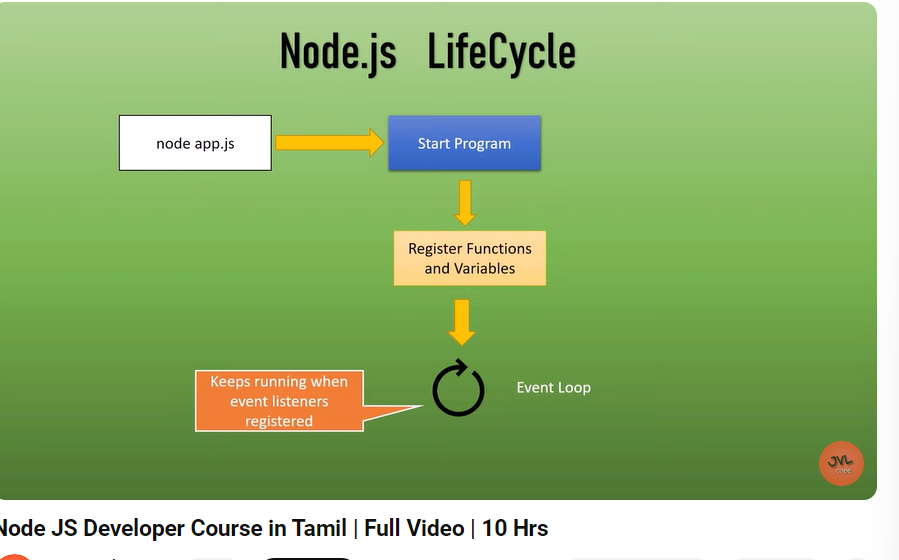 Node.js LifeCycle
node app.js
Start Program
Register Functions
and Variables
Keeps running when
event listeners
registered
Event Loop
JVL
code
Node JS Developer Course in Tamil | Full Video | 10 Hrs